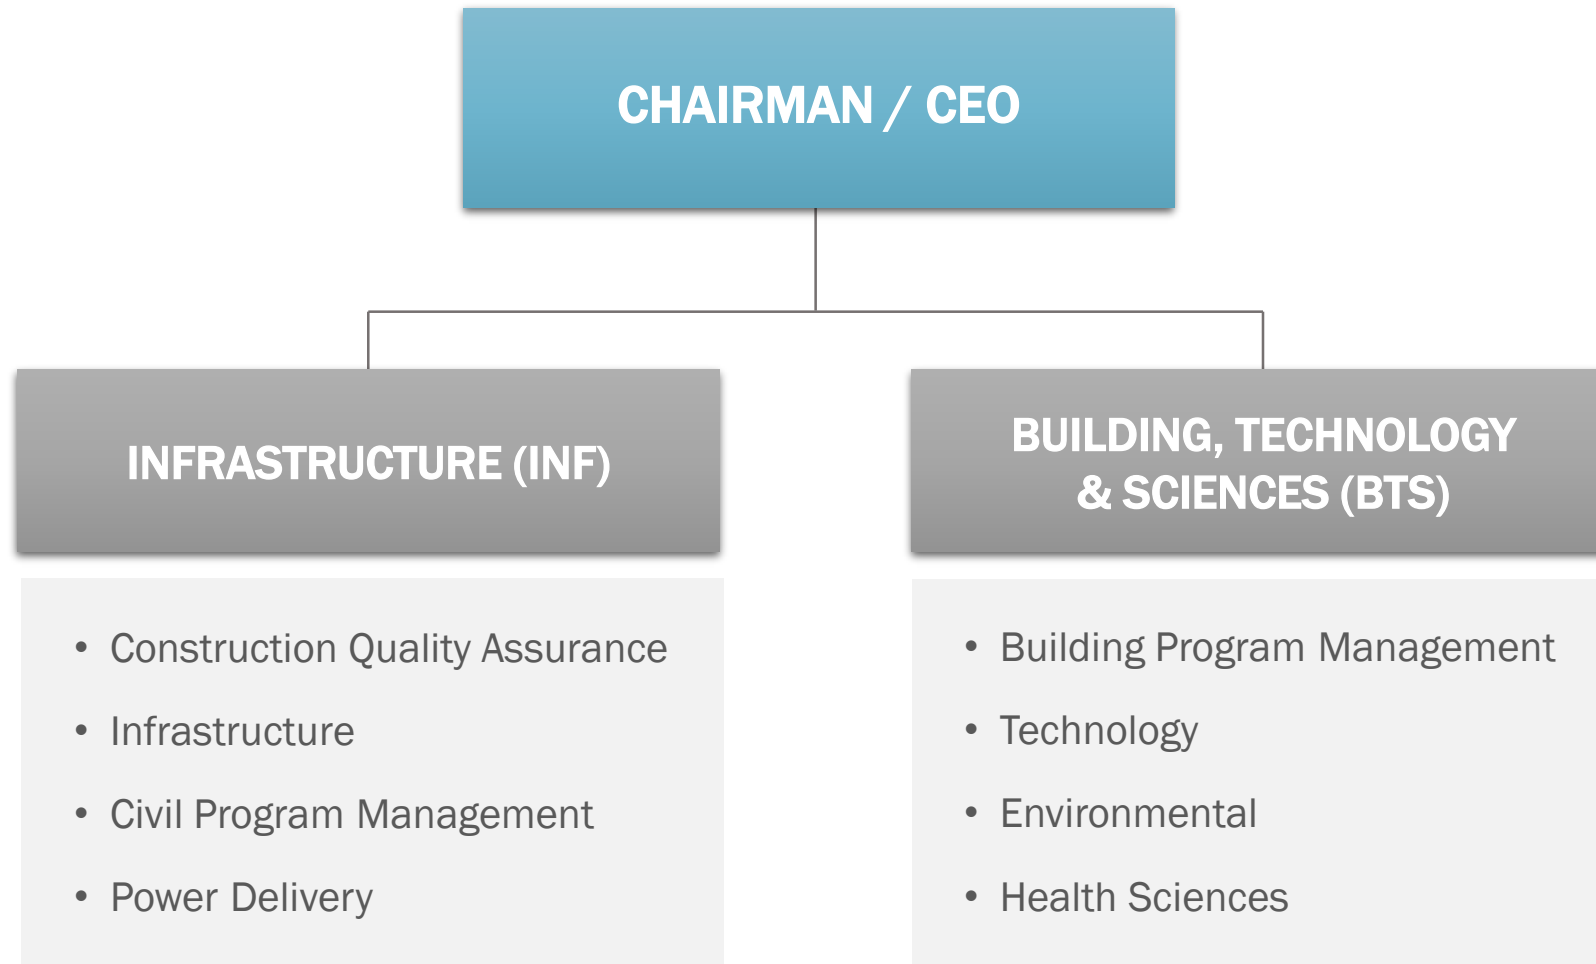 CHAIRMAN / CEO
INFRASTRUCTURE (INF)
BUILDING, TECHNOLOGY
& SCIENCES (BTS)
• Construction Quality Assurance
• Infrastructure
• Civil Program Management
• Power Delivery
• Building Program Management
• Technology
• Environmental
• Health Sciences